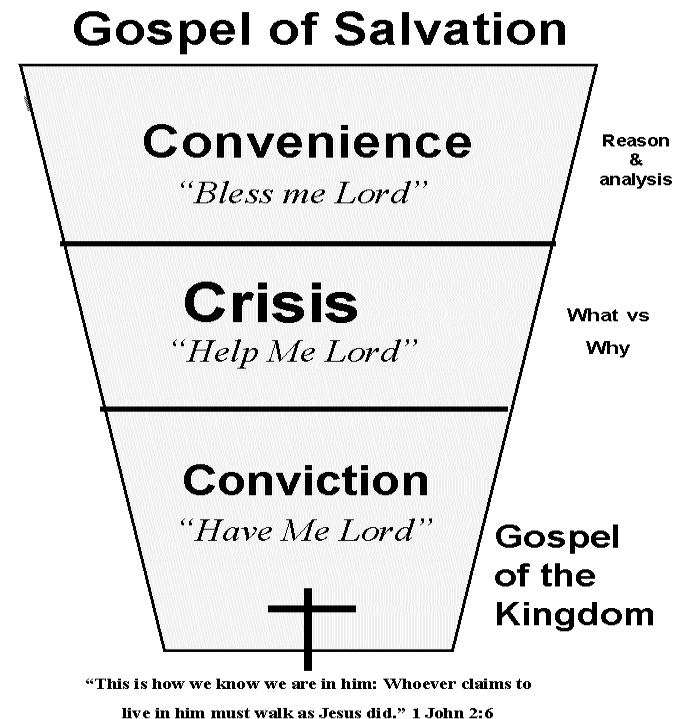 Gospel of Salvation
Convenience
“Bless me Lord”
Reason
&
analysis
Crisis
“Help Me Lord”
What vs
Why
Conviction
“Have Me Lord”
Gospel
of the
Kingdom
“This is how we know we are in him: Whoever claims to
live in him must walk as Jesus did.” 1 John 2:6